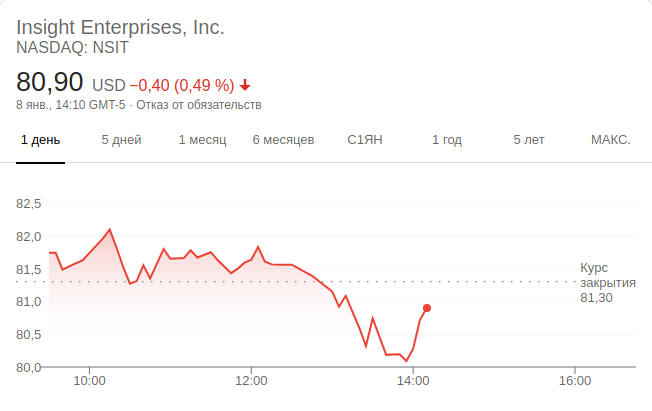 Insight Enterprises, Inc.
NASDAQ: NSIT
80,90 USD −0,40 (0,49 %)
8 янв., 14:10 GMT-5 · Отказ от обязательств
1 день 5 дней 1 месяц 6 месяцев С1ЯН 1 год 5 лет МАКС.
82,5
82,0
81,5
81,0
80,5
80,0
Курс
закрытия
81,30
10:00 12:00 14:00 16:00